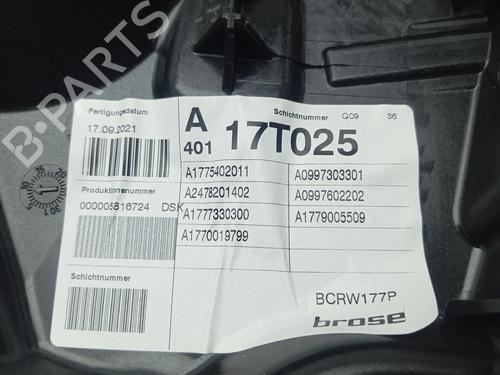 Fertigungsdatum
17.09.2021
A
401
Schichtnummer Q09 36
17T025
A1775402011 A0997303301
A2478201402 A0997602202
A1777330300 A1779005509
A1770019799
Produktionsnummer
000005816724 DSK
Schichtnummer
BCRW177P
brose
B-PARTS